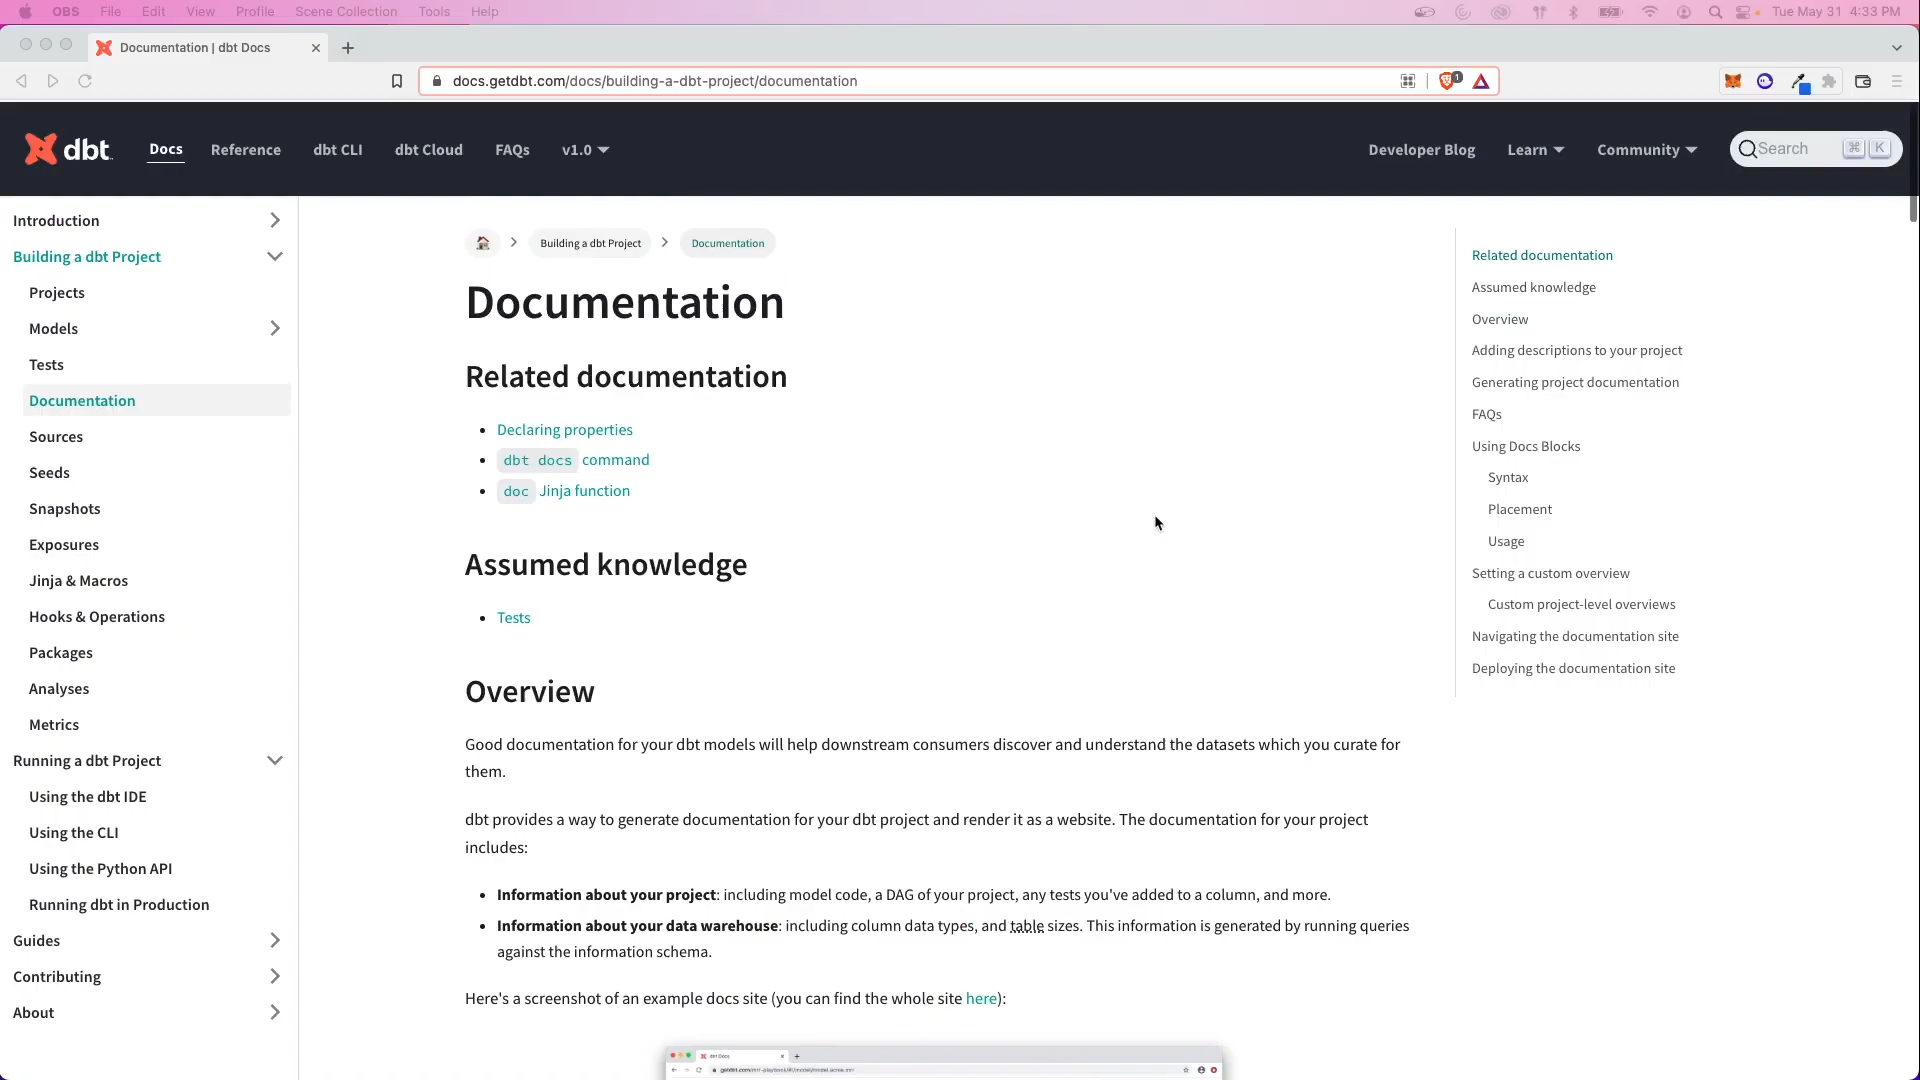 OBS File Edit View Profile Scene Collection Tools Help Tue May 31 4:33 PM
Documentation | dbt Docs
docs.getdbt.com/docs/building-a-dbt-project/documentation 1
dbt Docs Reference dbt CLI dbt Cloud FAQs v1.0 Developer Blog Learn Community Search ⌘ K
Introduction
Building a dbt Project
Projects
Models
Tests
Documentation
Sources
Seeds
Snapshots
Exposures
Jinja & Macros
Hooks & Operations
Packages
Analyses
Metrics
Running a dbt Project
Using the dbt IDE
Using the CLI
Using the Python API
Running dbt in Production
Guides
Contributing
About
Building a dbt Project Documentation
Documentation
Related documentation
Declaring properties
dbt docs command
doc Jinja function
Assumed knowledge
Tests
Overview
Good documentation for your dbt models will help downstream consumers discover and understand the datasets which you curate for
them.
dbt provides a way to generate documentation for your dbt project and render it as a website. The documentation for your project
includes:
Information about your project: including model code, a DAG of your project, any tests you've added to a column, and more.
Information about your data warehouse: including column data types, and table sizes. This information is generated by running queries
against the information schema.
Here's a screenshot of an example docs site (you can find the whole site here):
dbt Docs
Related documentation
Assumed knowledge
Overview
Adding descriptions to your project
Generating project documentation
FAQs
Using Docs Blocks
Syntax
Placement
Usage
Setting a custom overview
Custom project-level overviews
Navigating the documentation site
Deploying the documentation site